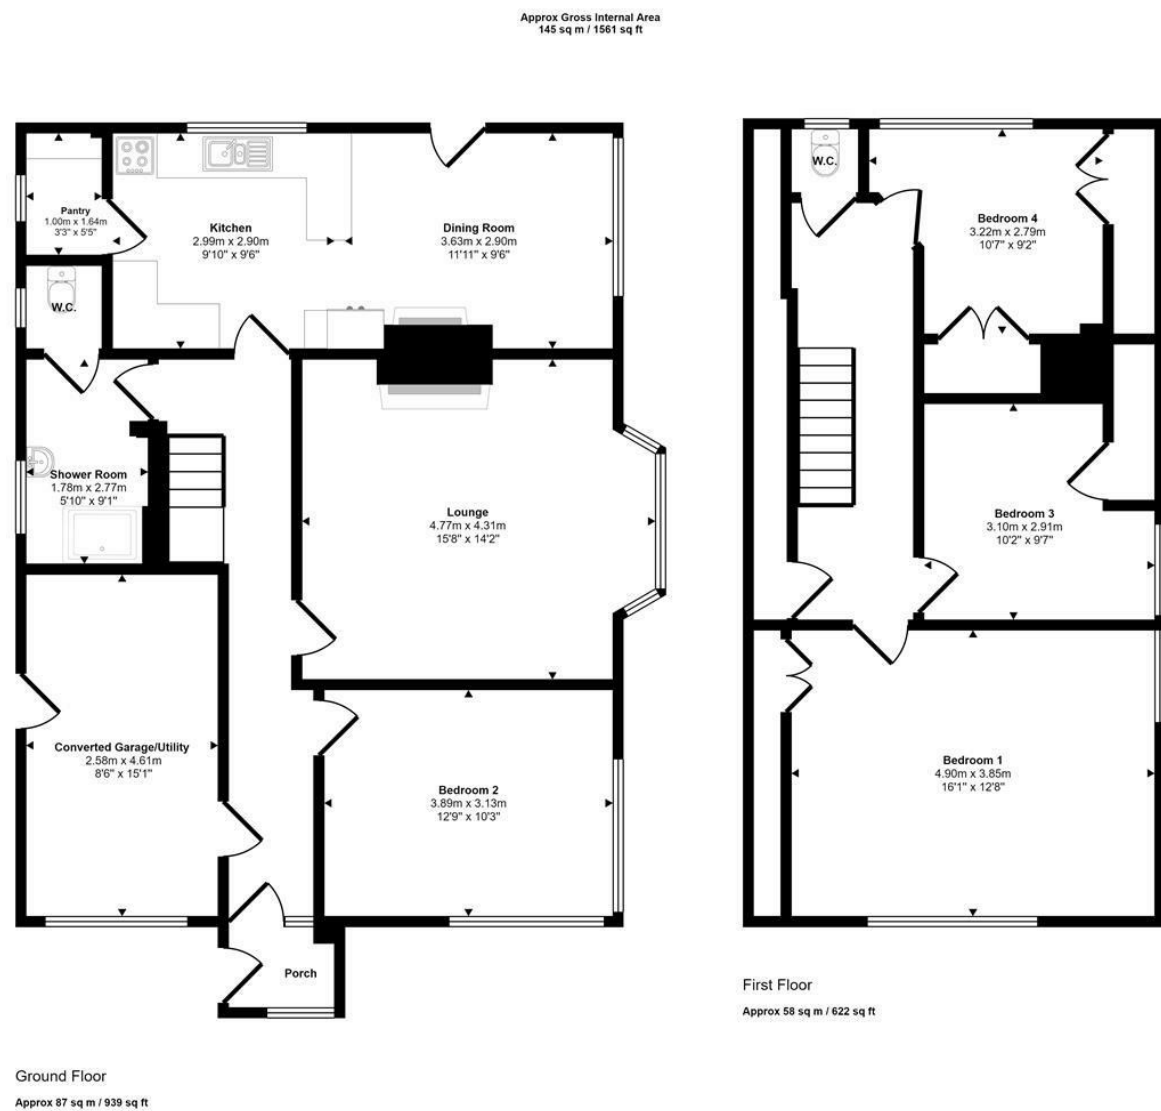 Approx Gross Internal Area
145 sq m / 1561 sq ft
Pantry
1.00m x 1.64m
3'3" x 5'5"
Kitchen
2.99m x 2.90m
9'10" x 9'6"
Dining Room
3.63m x 2.90m
11'11" x 9'6"
W.C.
Shower Room
1.78m x 2.77m
5'10" x 9'1"
Lounge
4.77m x 4.31m
15'8" x 14'2"
Converted Garage/Utility
2.58m x 4.61m
8'6" x 15'1"
Bedroom 2
3.89m x 3.13m
12'9" x 10'3"
Porch
Ground Floor
Approx 87 sq m / 939 sq ft
W.C.
Bedroom 4
3.22m x 2.79m
10'7" x 9'2"
Bedroom 3
3.10m x 2.91m
10'2" x 9'7"
Bedroom 1
4.90m x 3.85m
16'1" x 12'8"
First Floor
Approx 58 sq m / 622 sq ft